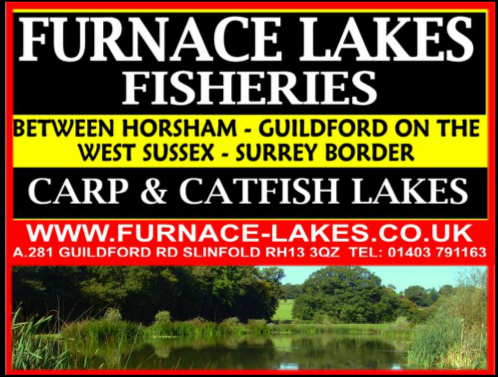 FURNACE LAKES
FISHERIES
BETWEEN HORSHAM - GUILDFORD ON THE
WEST SUSSEX - SURREY BORDER
CARP & CATFISH LAKES
WWW.FURNACE-LAKES.CO.UK
A.281 GUILDFORD RD SLINFOLD RH13 3QZ TEL: 01403 791163